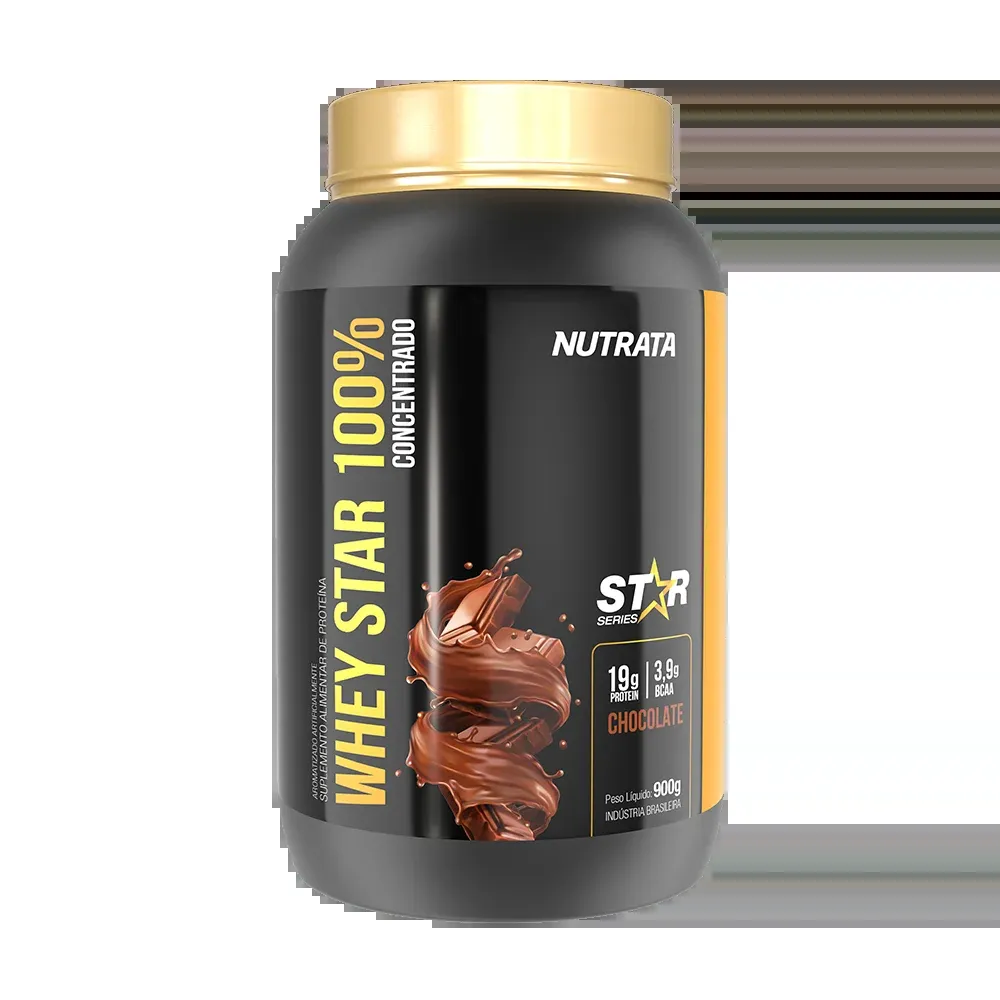 NUTRATA
WHEY STAR 100%
CONCENTRADO
AROMATIZADO ARTIFICIALMENTE
SUPLEMENTO ALIMENTAR DE PROTEÍNA
STAR
SERIES
19g
PROTEIN
3,9g
BCAA
CHOCOLATE
Peso Líquido: 900g
INDÚSTRIA BRASILEIRA